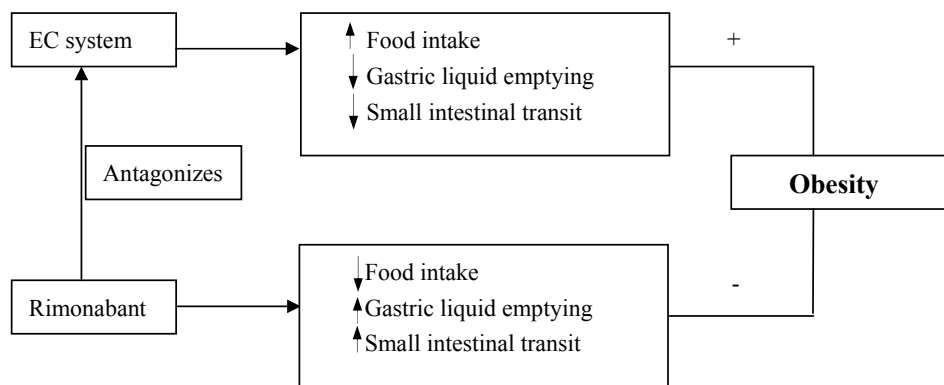 EC system
Food intake
Gastric liquid emptying
Small intestinal transit
+
Antagonizes
Obesity
Rimonabant
Food intake
Gastric liquid emptying
Small intestinal transit
-